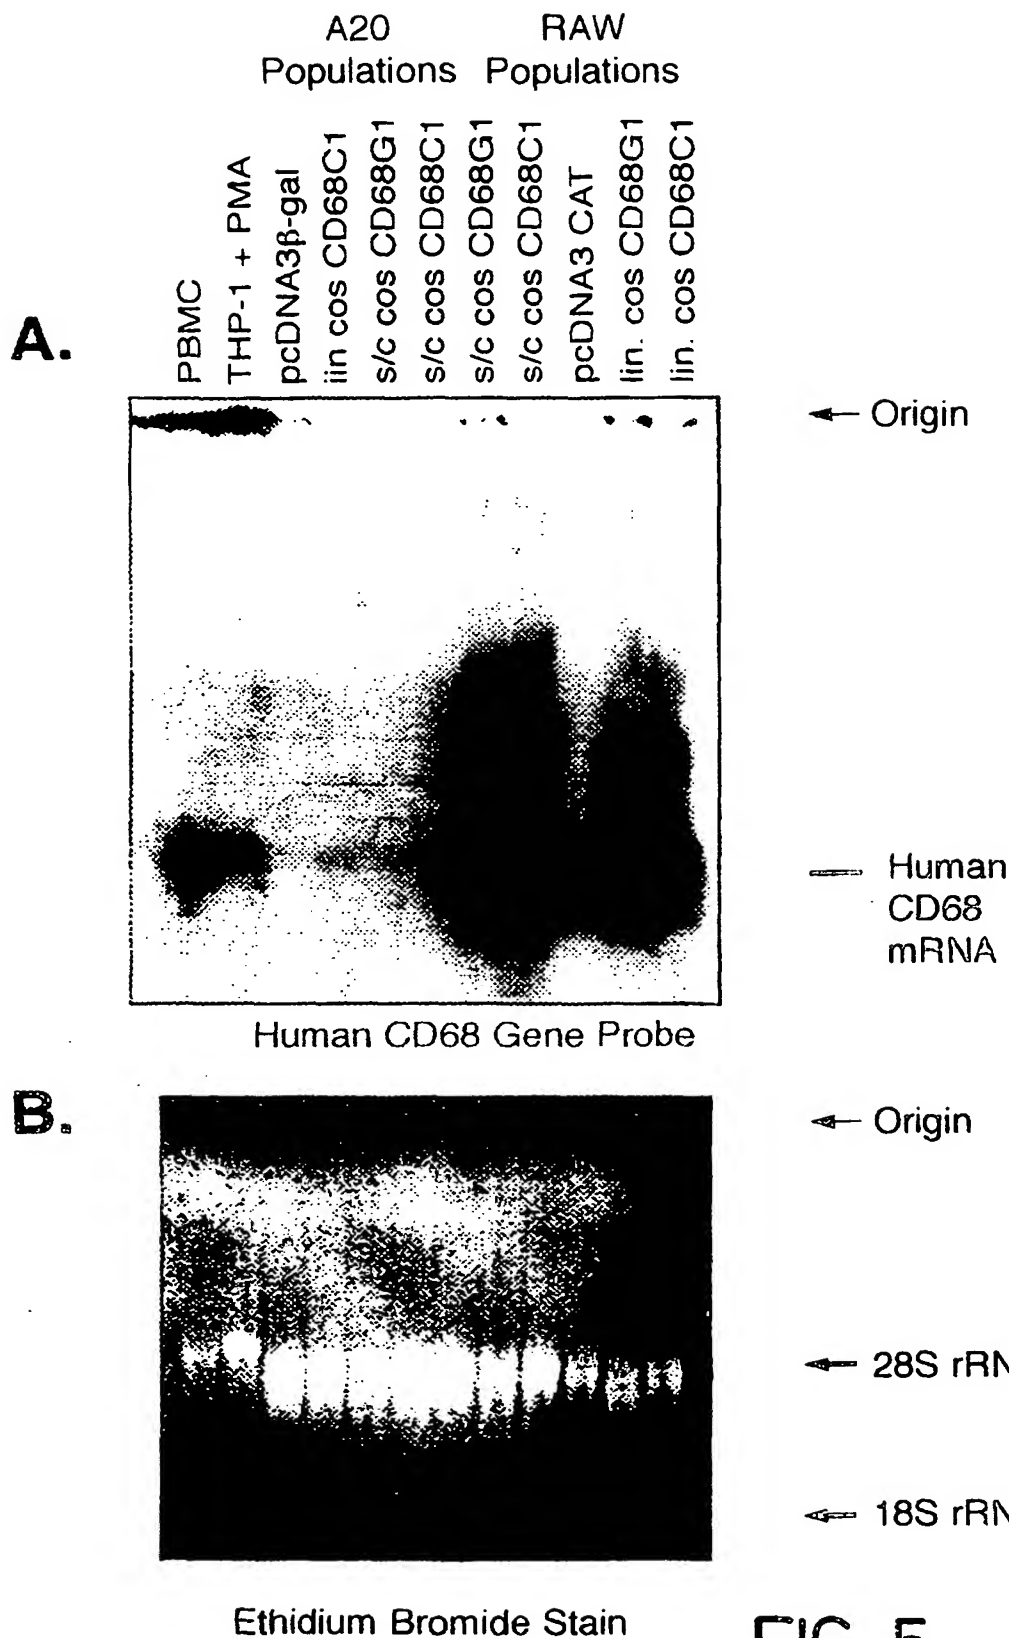 A20
Populations
RAW
Populations
PBMC
THP-1 + PMA
pcDNA3β-gal
lin cos CD68C1
s/c cos CD68G1
s/c cos CD68C1
s/c cos CD68G1
s/c cos CD68C1
pcDNA3 CAT
lin. cos CD68G1
lin. cos CD68C1
A.
Origin
Human
CD68
mRNA
Human CD68 Gene Probe
B.
Origin
28S rRN
18S rRN
Ethidium Bromide Stain
FIG. 5